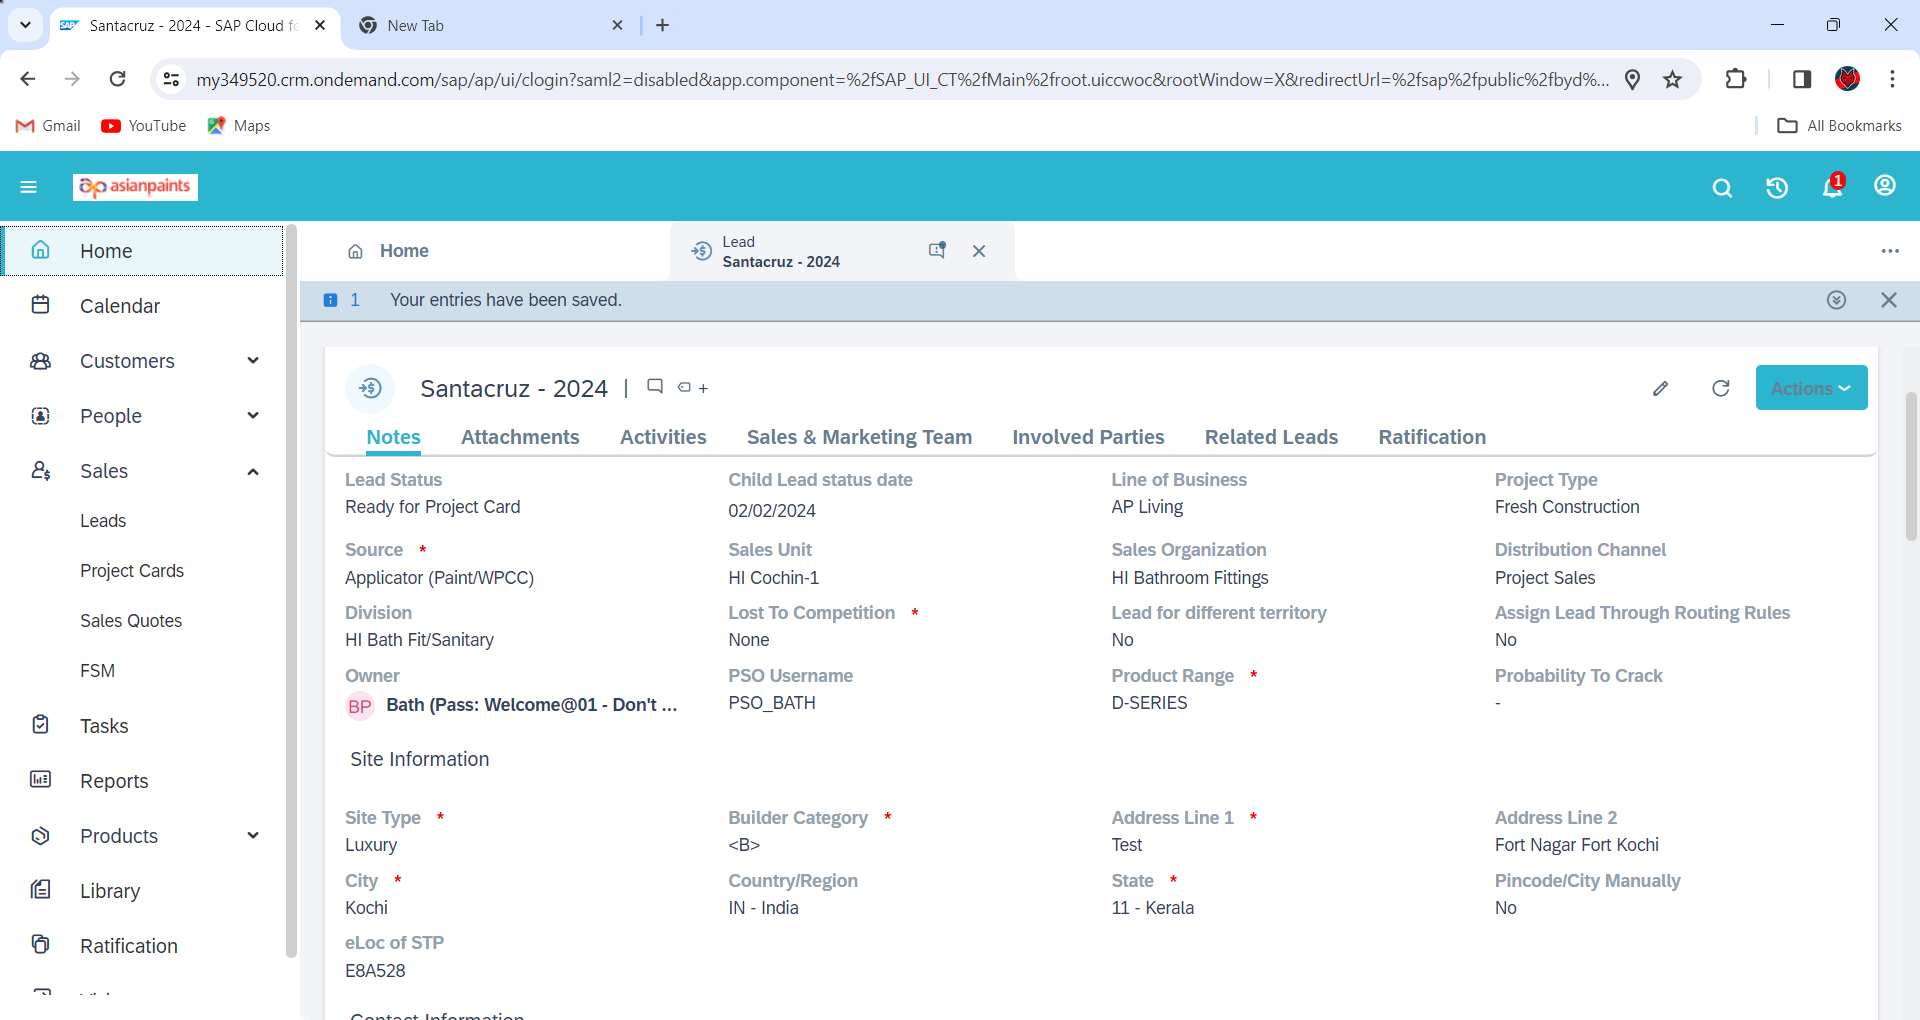 Santacruz - 2024 - SAP Cloud fo
New Tab
my349520.crm.ondemand.com/sap/ap/ui/clogin?saml2=disabled&app.component=%2fSAP_UI_CT%2fMain%2froot.uiccwoc&rootWindow=X&redirectUrl=%2fsap%2fpublic%2fbyd%...
Gmail YouTube Maps All Bookmarks
asianpaints
1
Home
Calendar
Customers
People
Sales
Leads
Project Cards
Sales Quotes
FSM
Tasks
Reports
Products
Library
Ratification
Home
Lead
Santacruz - 2024
1 Your entries have been saved.
Santacruz - 2024 |
Actions
Notes Attachments Activities Sales & Marketing Team Involved Parties Related Leads Ratification
Lead Status Child Lead status date Line of Business Project Type
Ready for Project Card 02/02/2024 AP Living Fresh Construction
Source * Sales Unit Sales Organization Distribution Channel
Applicator (Paint/WPCC) HI Cochin-1 HI Bathroom Fittings Project Sales
Division Lost To Competition * Lead for different territory Assign Lead Through Routing Rules
HI Bath Fit/Sanitary None No No
Owner PSO Username Product Range * Probability To Crack
BP Bath (Pass: Welcome@01 - Don't ... PSO_BATH D-SERIES -
Site Information
Site Type * Builder Category * Address Line 1 * Address Line 2
Luxury <B> Test Fort Nagar Fort Kochi
City * Country/Region State * Pincode/City Manually
Kochi IN - India 11 - Kerala No
eLoc of STP
E8A528
Contact Information